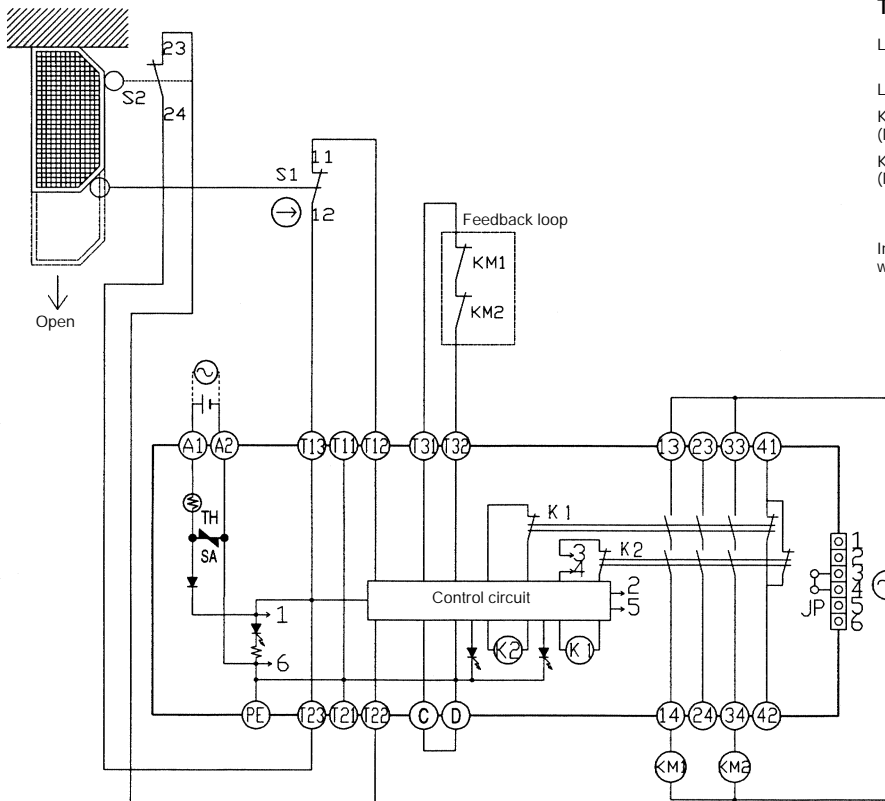 T
L
L
K
(I
K
(I
In
w
23
S2
24
11
S1
12
Feedback loop
KM1
KM2
Open
A1 A2 T13 T11 T12 T31 T32 13 23 33 41
TH
SA
K1
3
4
K2
Control circuit
2
5
1
6
K2
K1
JP
1
2
3
4
5
6
PE T23 T21 T22 C D 14 24 34 42
KM1 KM2